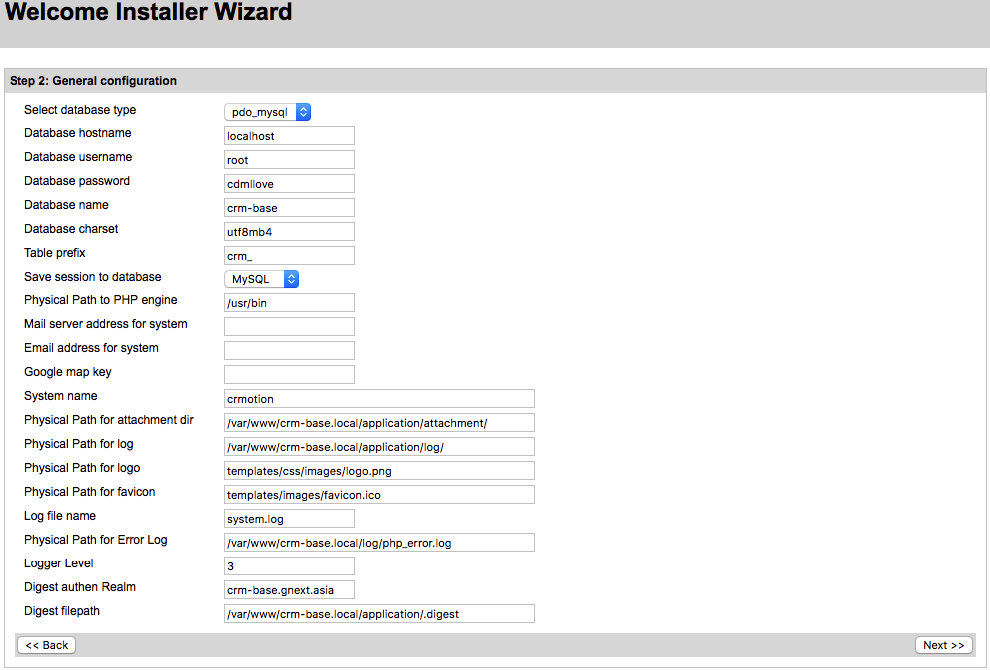 Welcome Installer Wizard
Step 2: General configuration
Select database type pdo_mysql
Database hostname localhost
Database username root
Database password cdmllove
Database name crm-base
Database charset utf8mb4
Table prefix crm_
Save session to database MySQL
Physical Path to PHP engine /usr/bin
Mail server address for system
Email address for system
Google map key
System name crmotion
Physical Path for attachment dir /var/www/crm-base.local/application/attachment/
Physical Path for log /var/www/crm-base.local/application/log/
Physical Path for logo templates/css/images/logo.png
Physical Path for favicon templates/images/favicon.ico
Log file name system.log
Physical Path for Error Log /var/www/crm-base.local/log/php_error.log
Logger Level 3
Digest authen Realm crm-base.gnext.asia
Digest filepath /var/www/crm-base.local/application/.digest
<< Back Next >>